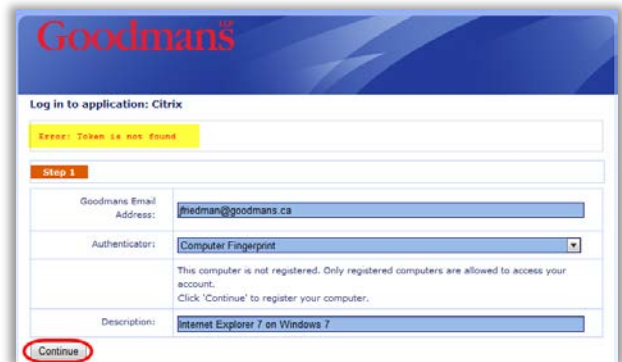 Goodmans LLP
Log in to application: Citrix
Error: Token is not found
Step 1
Goodmans Email
Address:
jfriedman@goodmans.ca
Authenticator:
Computer Fingerprint
This computer is not registered. Only registered computers are allowed to access your
account.
Click 'Continue' to register your computer.
Description:
Internet Explorer 7 on Windows 7
Continue